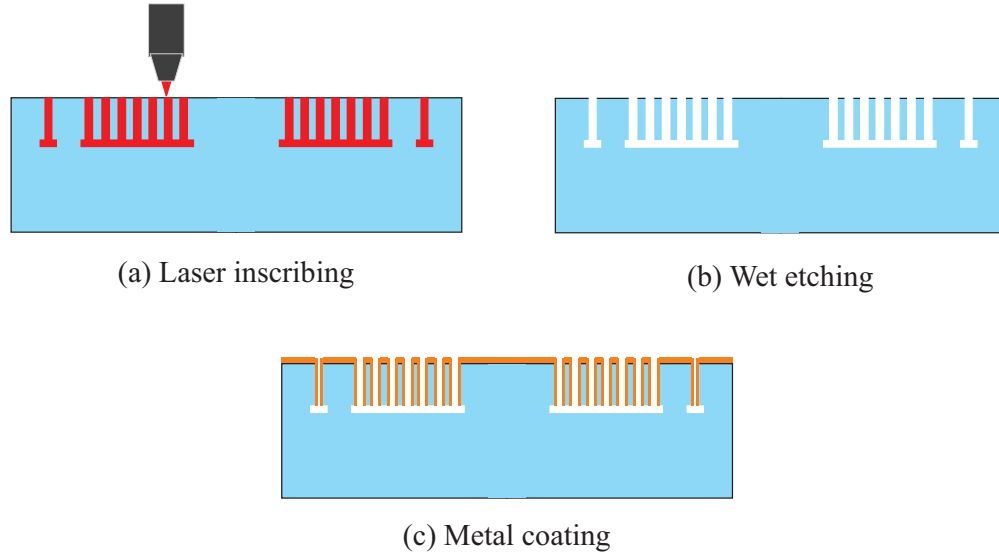 (a) Laser inscribing
(b) Wet etching
(c) Metal coating